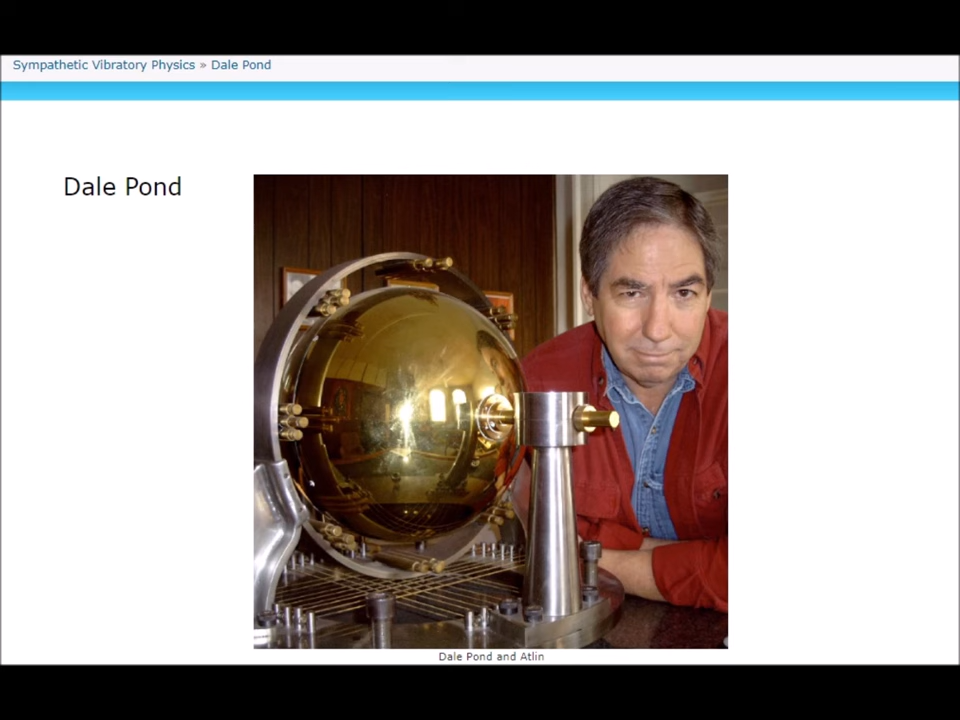 Sympathetic Vibratory Physics » Dale Pond
Dale Pond
Dale Pond and Atlin